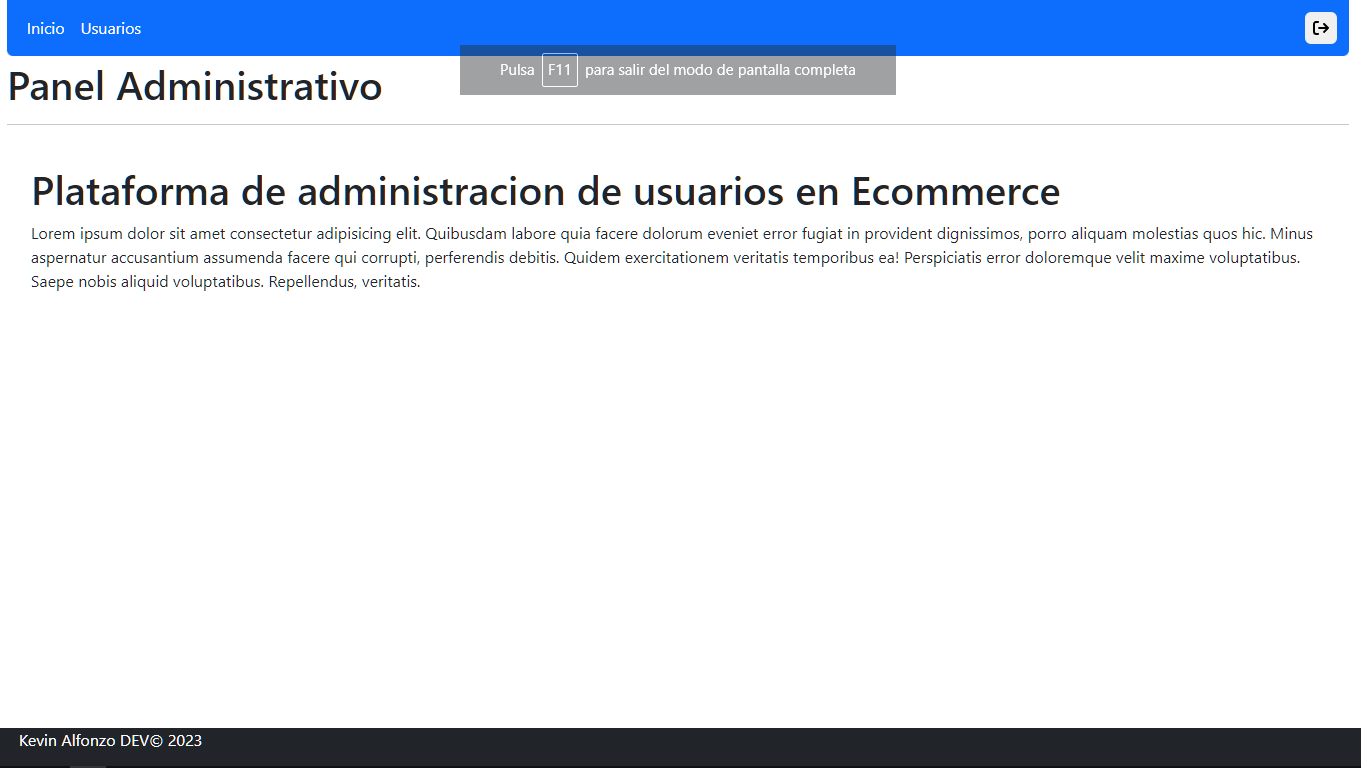 Inicio Usuarios
Pulsa F11 para salir del modo de pantalla completa
Panel Administrativo
Plataforma de administracion de usuarios en Ecommerce
Lorem ipsum dolor sit amet consectetur adipisicing elit. Quibusdam labore quia facere dolorum eveniet error fugiat in provident dignissimos, porro aliquam molestias quos hic. Minus
aspernatur accusantium assumenda facere qui corrupti, perferendis debitis. Quidem exercitationem veritatis temporibus ea! Perspiciatis error doloremque velit maxime voluptatibus.
Saepe nobis aliquid voluptatibus. Repellendus, veritatis.
Kevin Alfonzo DEV© 2023